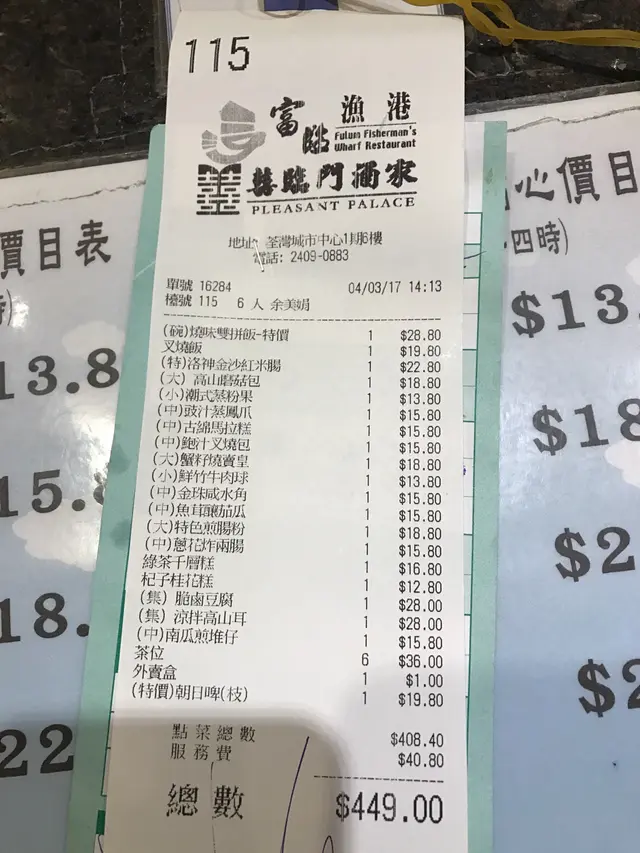 115
富臨 漁港
Fulum Fisherman's
Wharf Restaurant
囍臨門酒家
PLEASANT PALACE
地址: 荃灣城市中心1期6樓
電話: 2409-0883
單號 16284 04/03/17 14:13
檯號 115 6 人 余美娟
(碗)燒味雙拼飯-特價 1 $28.80
叉燒飯 1 $19.80
(特)洛神金沙紅米腸 1 $22.80
(大) 高山蘑菇包 1 $18.80
(小)潮式蒸粉果 1 $13.80
(中)豉汁蒸鳳爪 1 $15.80
(中)古綿馬拉糕 1 $15.80
(中)鮑汁叉燒包 1 $15.80
(大)蟹籽燒賣皇 1 $18.80
(小)鮮竹牛肉球 1 $13.80
(中)金珠咸水角 1 $15.80
(中)魚茸釀茄瓜 1 $15.80
(大)特色煎腸粉 1 $18.80
(中)蔥花炸兩腸 1 $15.80
綠茶千層糕 1 $16.80
杞子桂花糕 1 $12.80
(集) 脆鹵豆腐 1 $28.00
(集) 涼拌高山耳 1 $28.00
(中)南瓜煎堆仔 1 $15.80
茶位 6 $36.00
外賣盒 1 $1.00
(特價)朝日啤(枝) 1 $19.80
點菜總數 $408.40
服務費 $40.80
總數 $449.00
價目表
13.8
15.
18.
22
心價目
四時)
$13.
$18
$2
$2